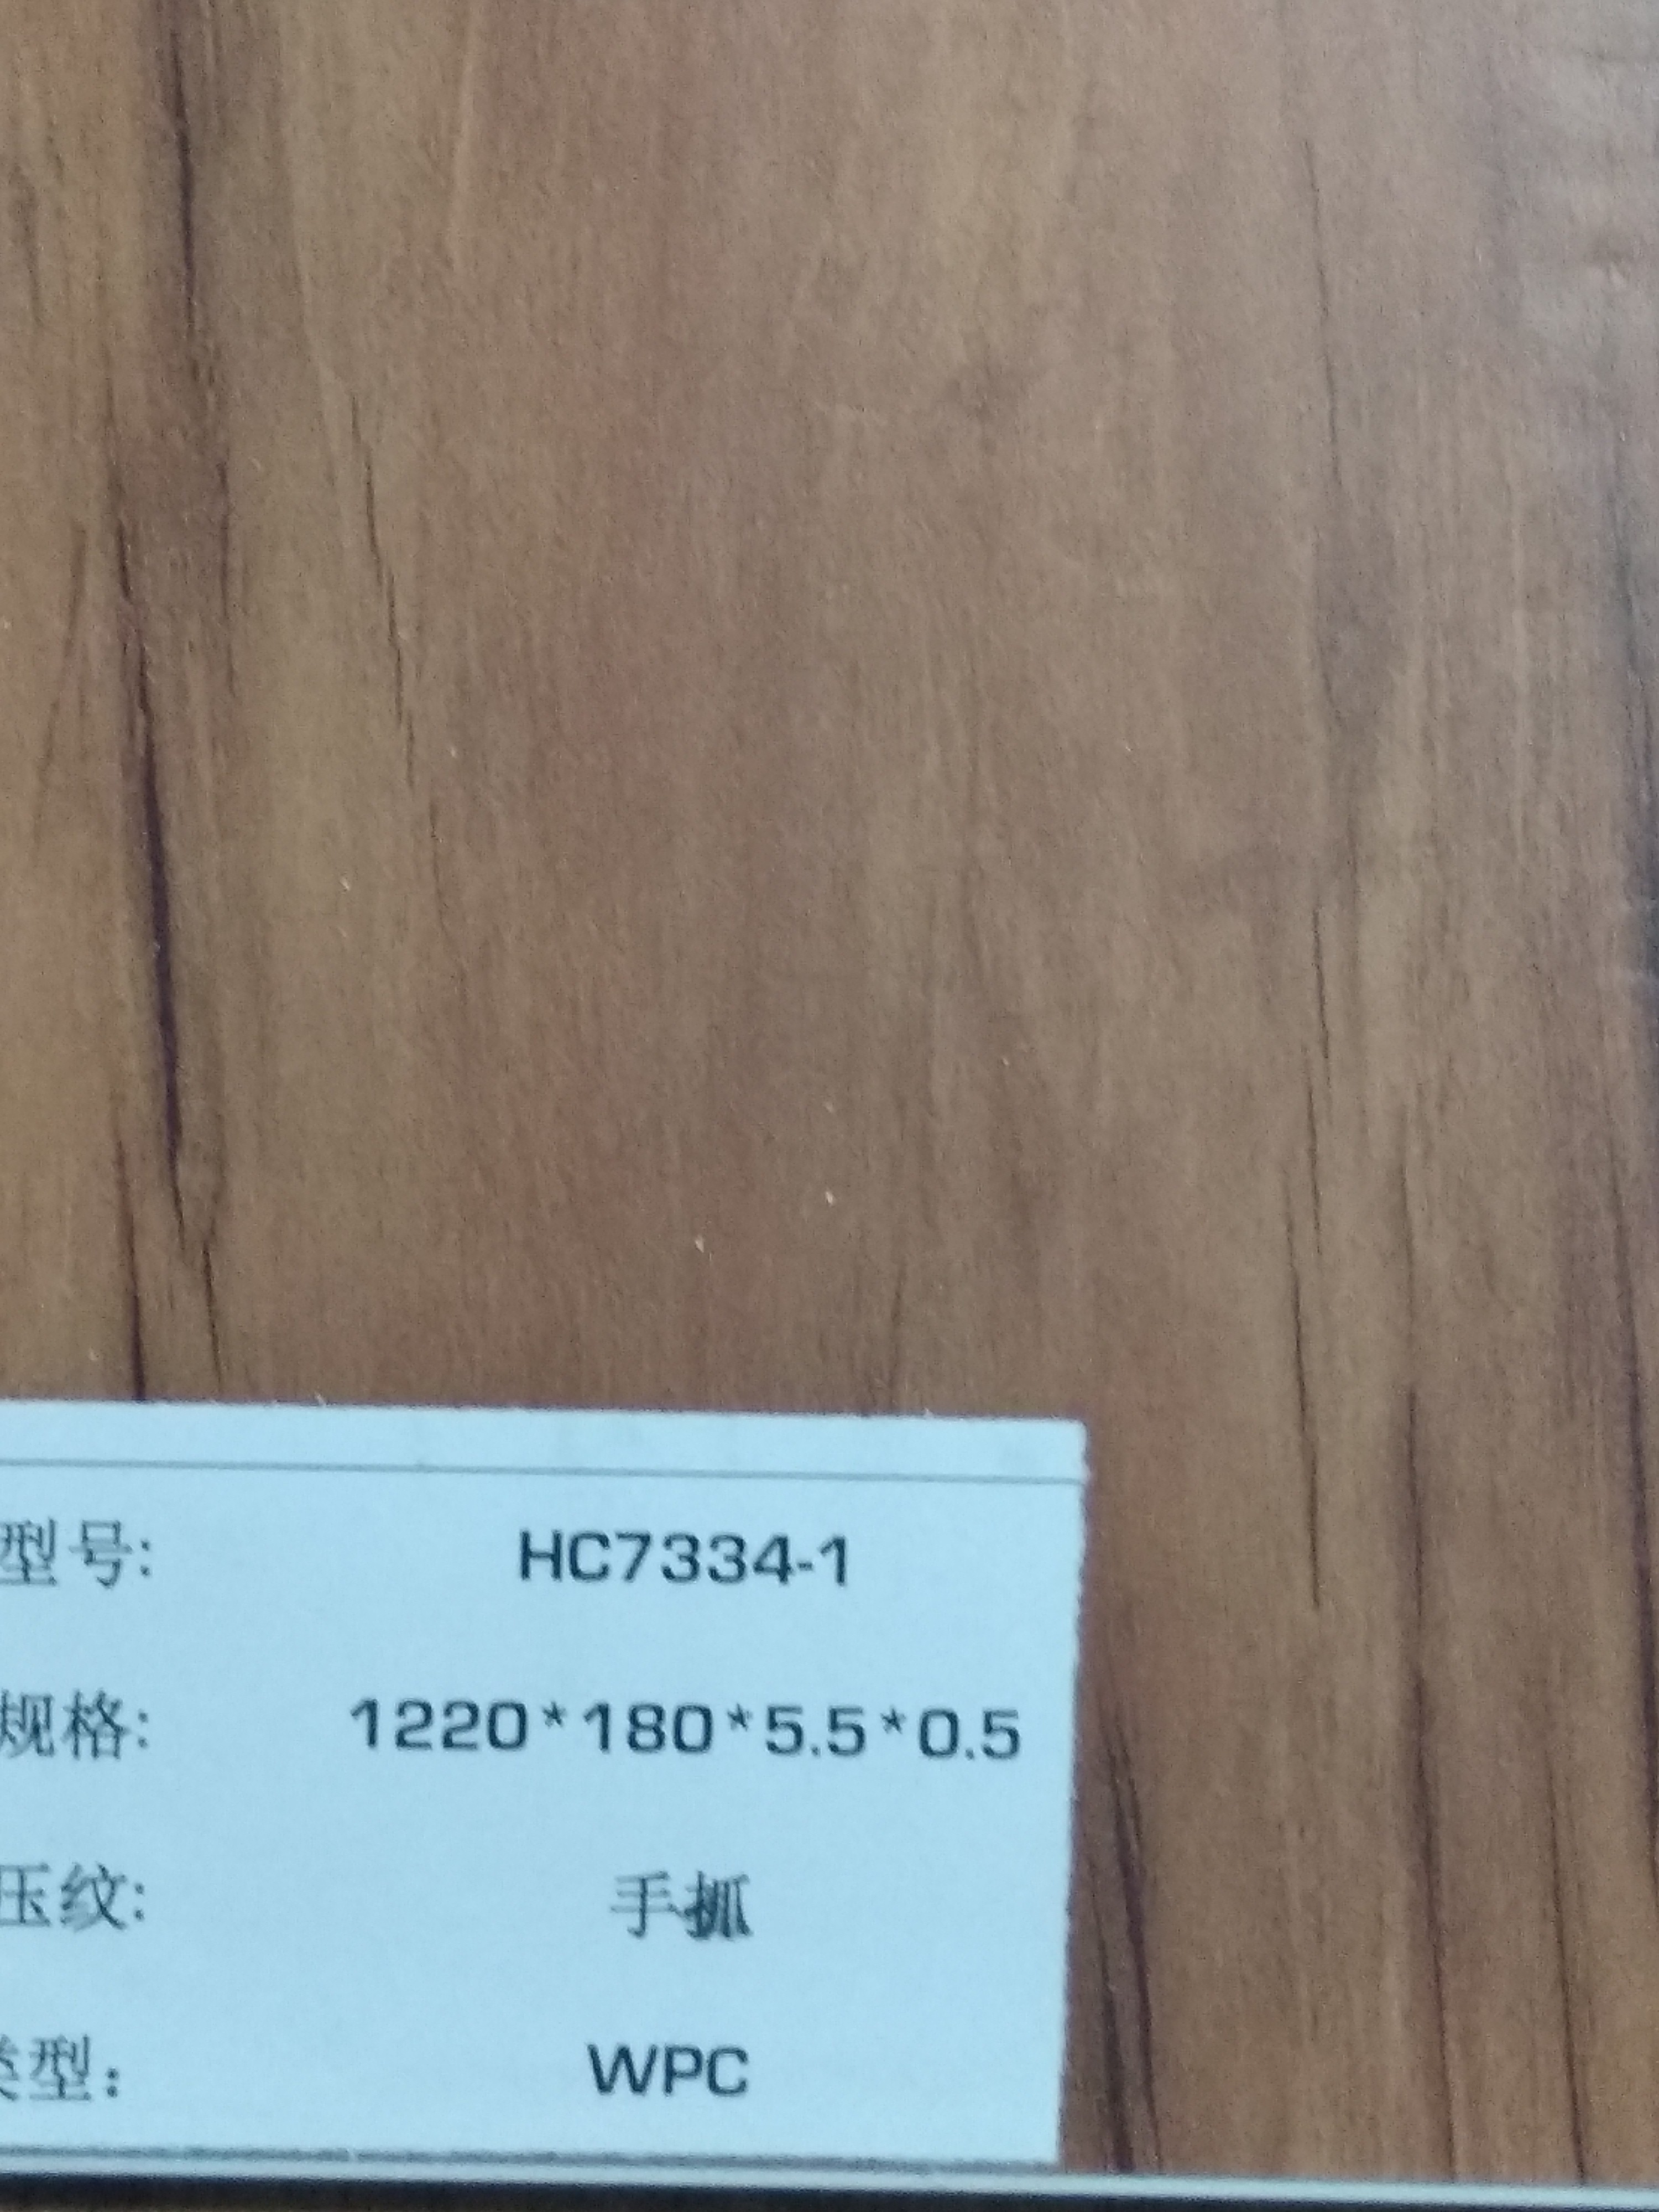 型号: HC7334-1
规格: 1220*180*5.5*0.5
压纹: 手抓
类型: WPC